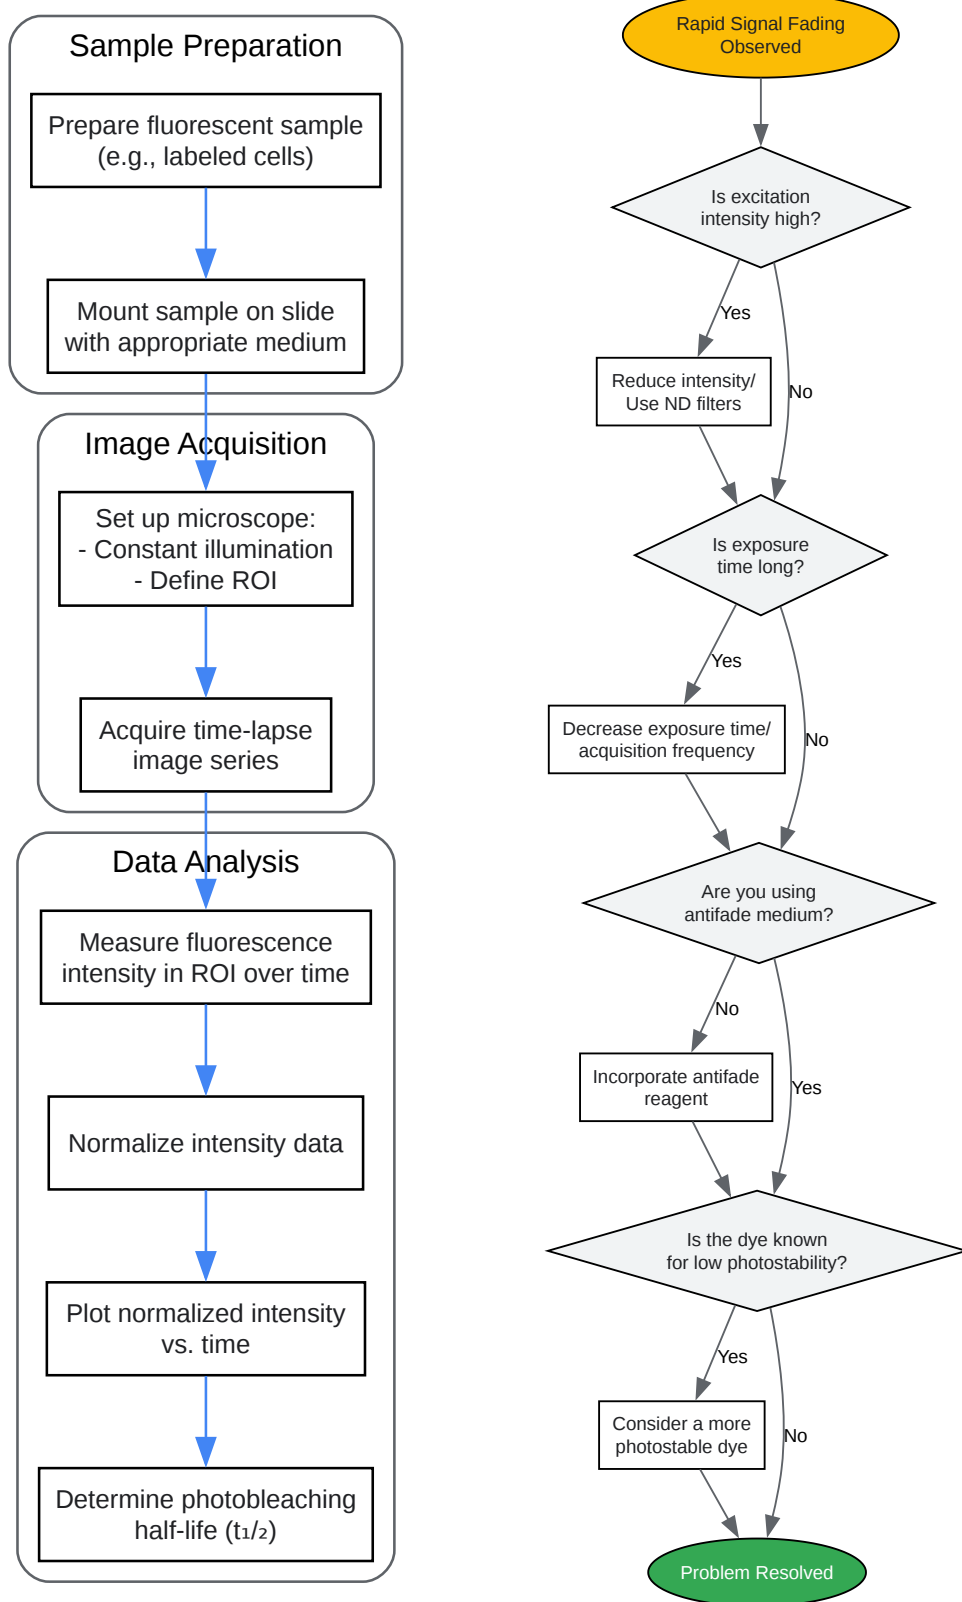 Sample Preparation
Prepare fluorescent sample
(e.g., labeled cells)
Mount sample on slide
with appropriate medium
Image Acquisition
Set up microscope:
- Constant illumination
- Define ROI
Acquire time-lapse
image series
Data Analysis
Measure fluorescence
intensity in ROI over time
Normalize intensity data
Plot normalized intensity
vs. time
Determine photobleaching
half-life (t₁/₂)
Rapid Signal Fading
Observed
Is excitation
intensity high?
Yes
No
Reduce intensity/
Use ND filters
Is exposure
time long?
Yes
No
Decrease exposure time/
acquisition frequency
Are you using
antifade medium?
No
Yes
Incorporate antifade
reagent
Is the dye known
for low photostability?
Yes
No
Consider a more
photostable dye
Problem Resolved